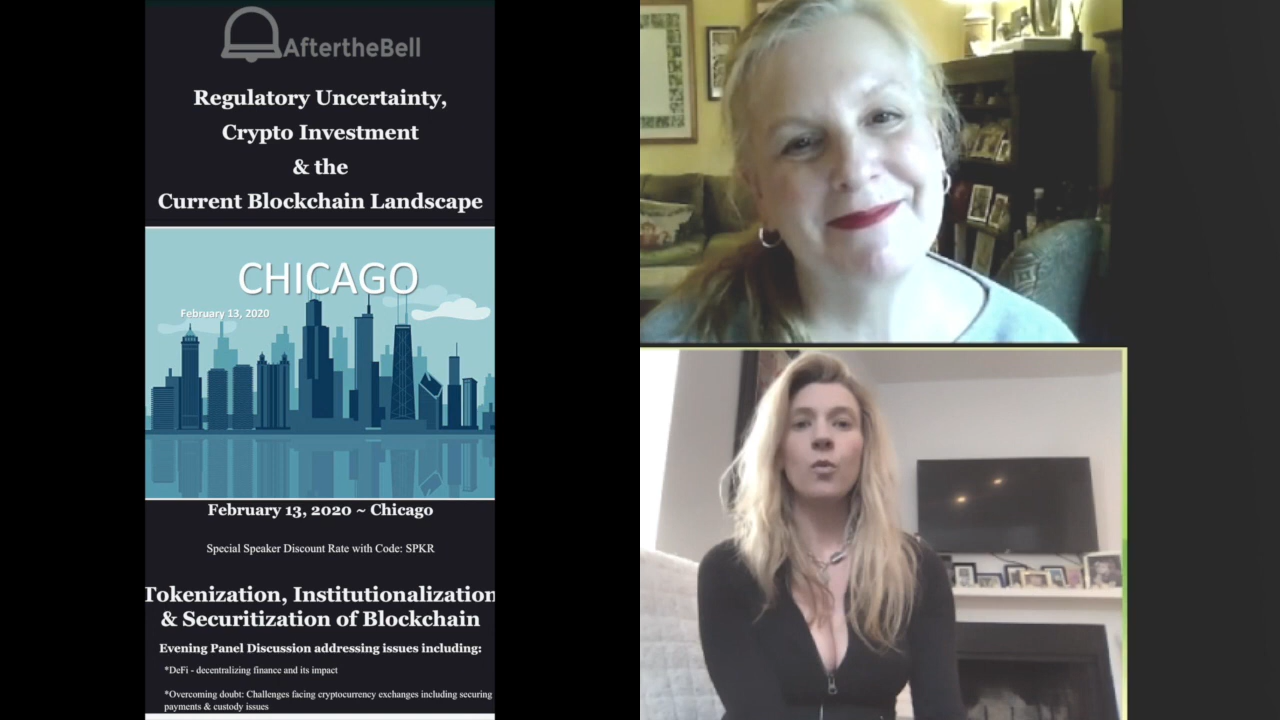 AftertheBell
Regulatory Uncertainty,
Crypto Investment
& the
Current Blockchain Landscape
CHICAGO
February 13, 2020
February 13, 2020 ~ Chicago
Special Speaker Discount Rate with Code: SPKR
Tokenization, Institutionalization
& Securitization of Blockchain
Evening Panel Discussion addressing issues including:
*DeFi - decentralizing finance and its impact
*Overcoming doubt: Challenges facing cryptocurrency exchanges including securing
payments & custody issues